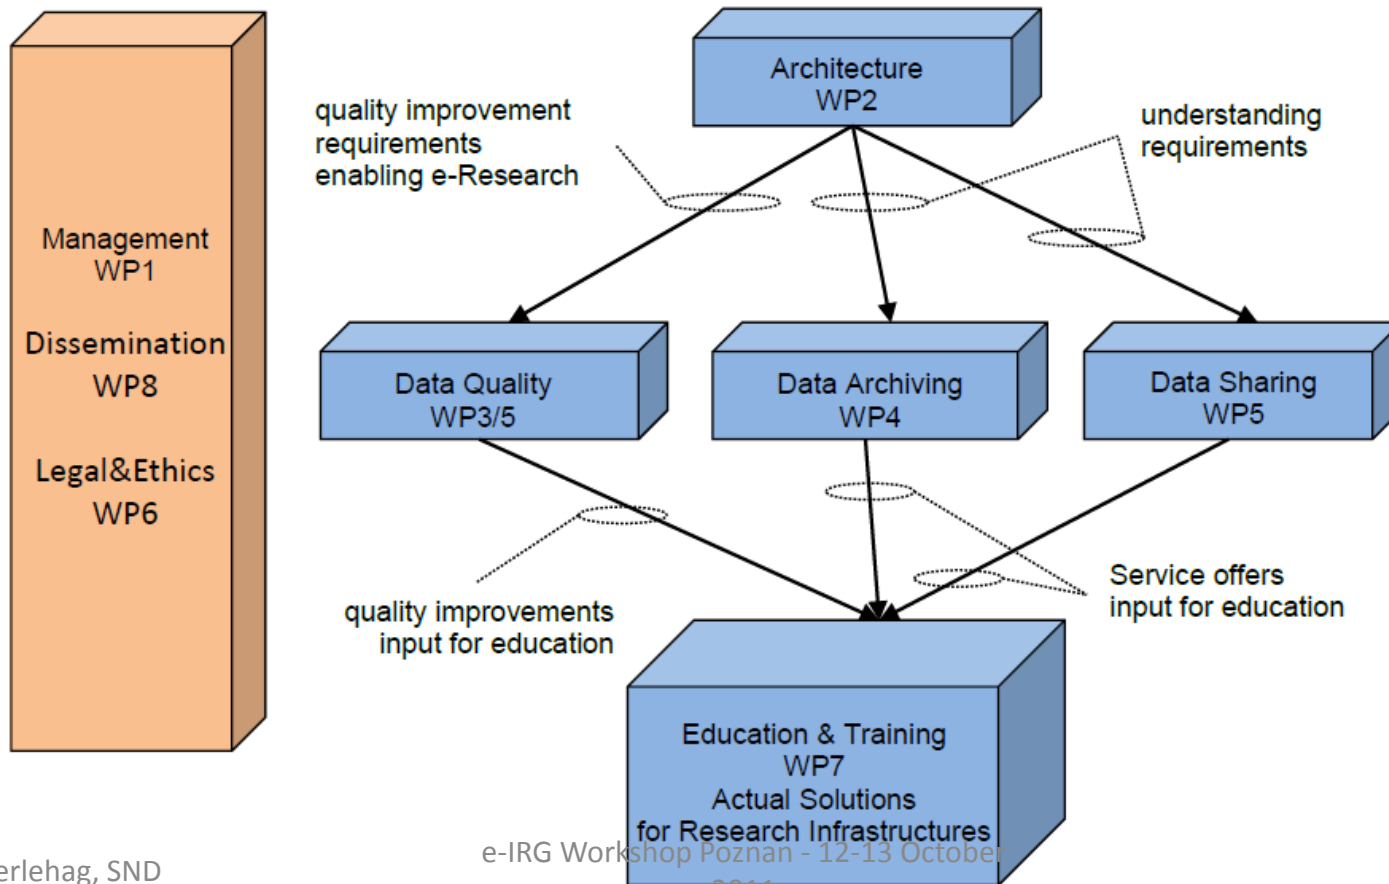 Architecture
WP2
quality improvement
requirements
enabling e-Research
understanding
requirements
Management
WP1
Dissemination
WP8
Legal&Ethics
WP6
Data Quality
WP3/5
Data Archiving
WP4
Data Sharing
WP5
quality improvements
input for education
Service offers
input for education
Education & Training
WP7
Actual Solutions
for Research Infrastructures
e-IRG Workshop Poznan - 12-13 October
erlehag, SND